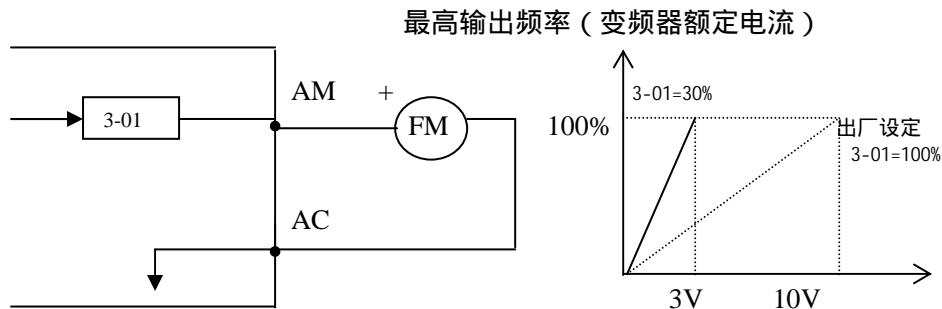 最高输出频率（变频器额定电流）
AM
+
3-01
FM
AC
3-01=30%
100%
出厂设定
3-01=100%
3V
10V